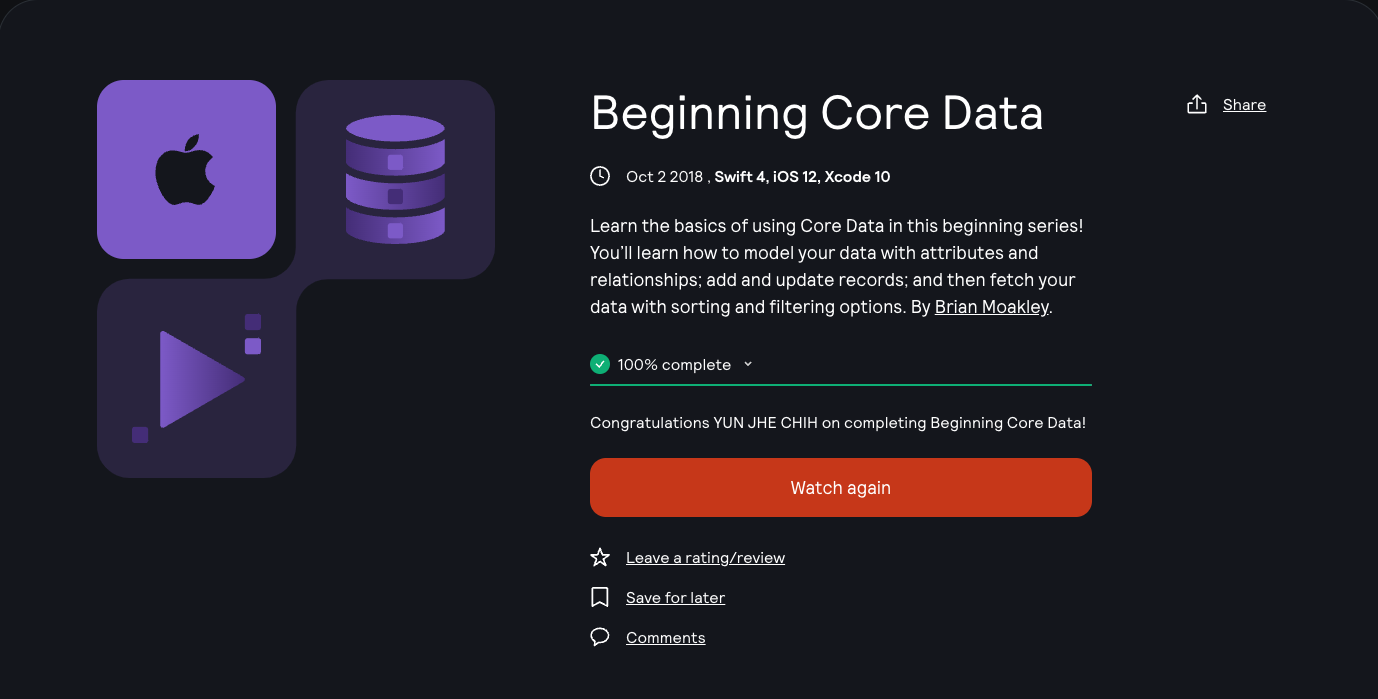 Beginning Core Data
Share
Oct 2 2018 , Swift 4, iOS 12, Xcode 10
Learn the basics of using Core Data in this beginning series!
You’ll learn how to model your data with attributes and
relationships; add and update records; and then fetch your
data with sorting and filtering options. By Brian Moakley.
100% complete
Congratulations YUN JHE CHIH on completing Beginning Core Data!
Watch again
Leave a rating/review
Save for later
Comments